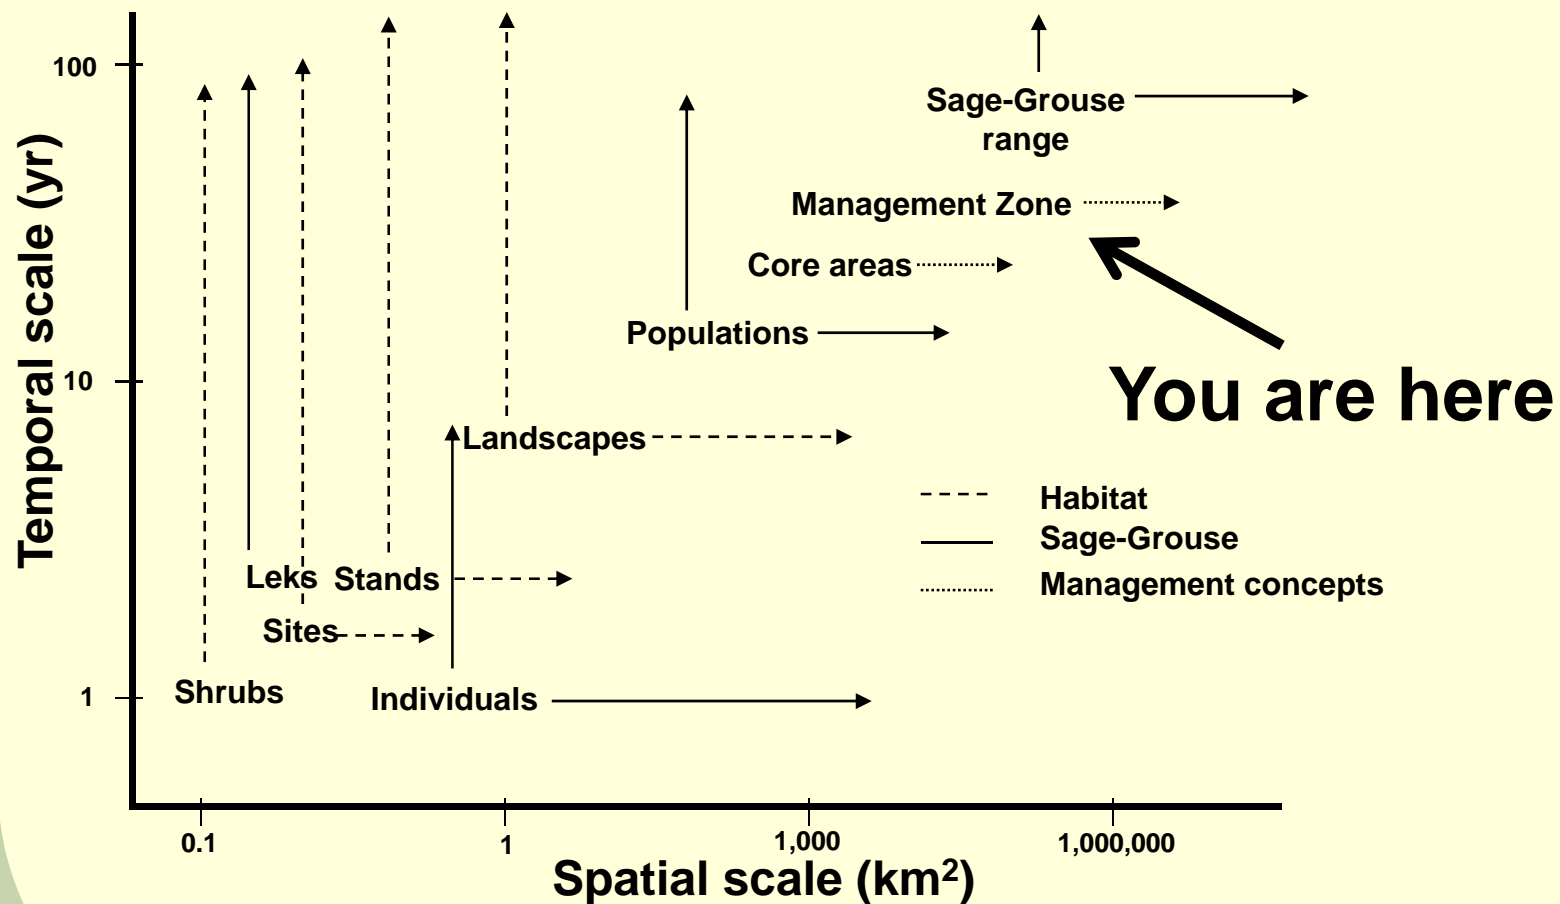 Temporal scale (yr)
100
10
1
Sage-Grouse
range
Management Zone
Core areas
Populations
You are here
Landscapes
Habitat
Sage-Grouse
Management concepts
Leks
Stands
Sites
Shrubs
Individuals
0.1
1
1,000
1,000,000
Spatial scale (km²)